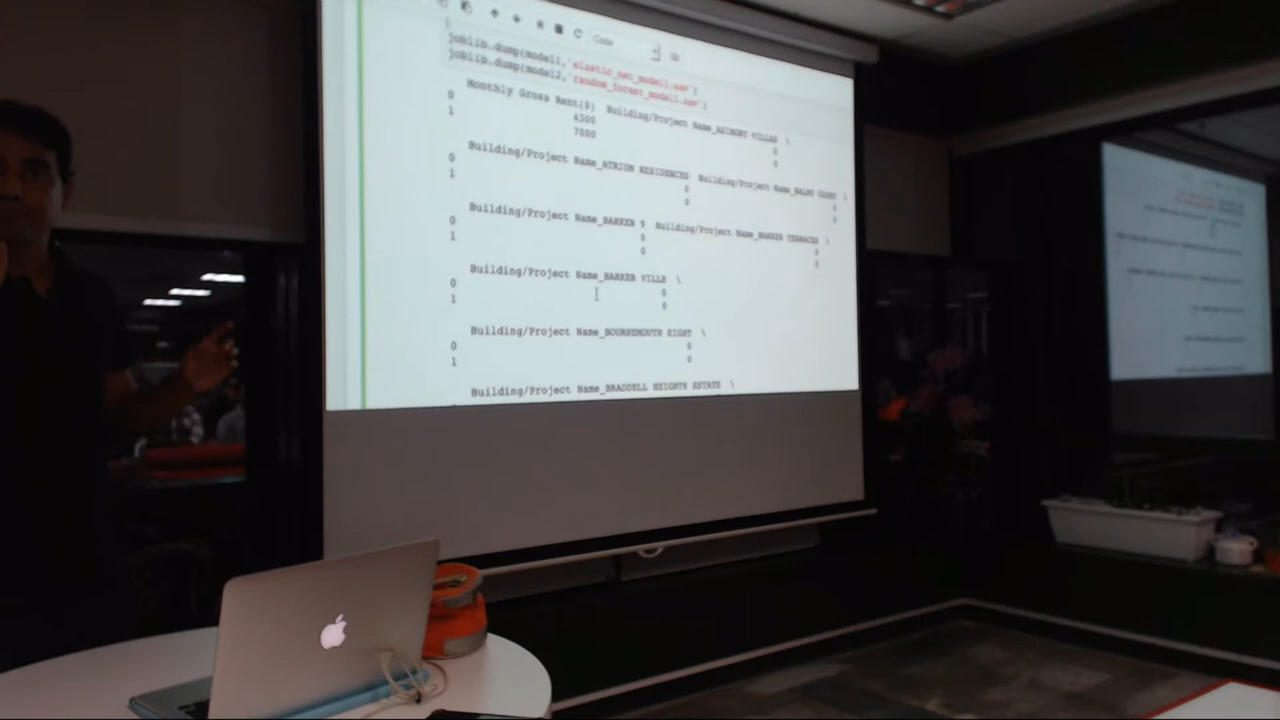 Code
joblib.dump(model1,'elastic_net_model1.sav')
joblib.dump(model2,'random_forest_model1.sav')
Monthly Gross Rent($) Building/Project Name_ASIMONT VILLAS \
0 4300 0
1 7000 0
Building/Project Name_ATRIUM RESIDENCES Building/Project Name_BALMY COURT \
0 0 0
1 0 0
Building/Project Name_BARKER 9 Building/Project Name_BARKER TERRACES \
0 0 0
1 0 0
Building/Project Name_BARKER VILLE \
0 0
1 0
Building/Project Name_BOURNEMOUTH EIGHT \
0 0
1 0
Building/Project Name_BRADDELL HEIGHTS ESTATE \